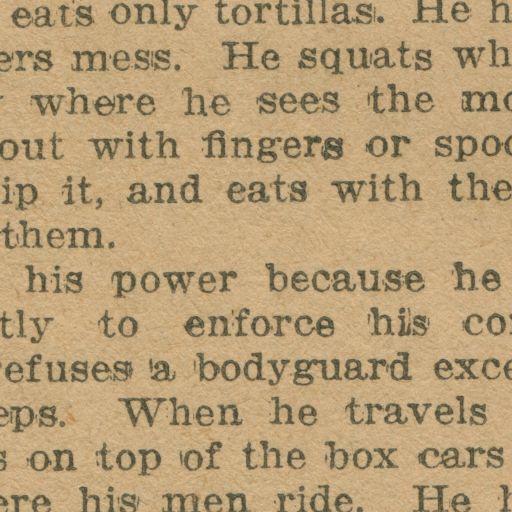 eats only tortillas. He h
ers mess. He squats wh
where he sees the mo
out with fingers or spoo
ip it, and eats with the
them.
his power because he
tly to enforce his con
refuses a bodyguard exce
eps. When he travels
s on top of the box cars
ere his men ride. He h